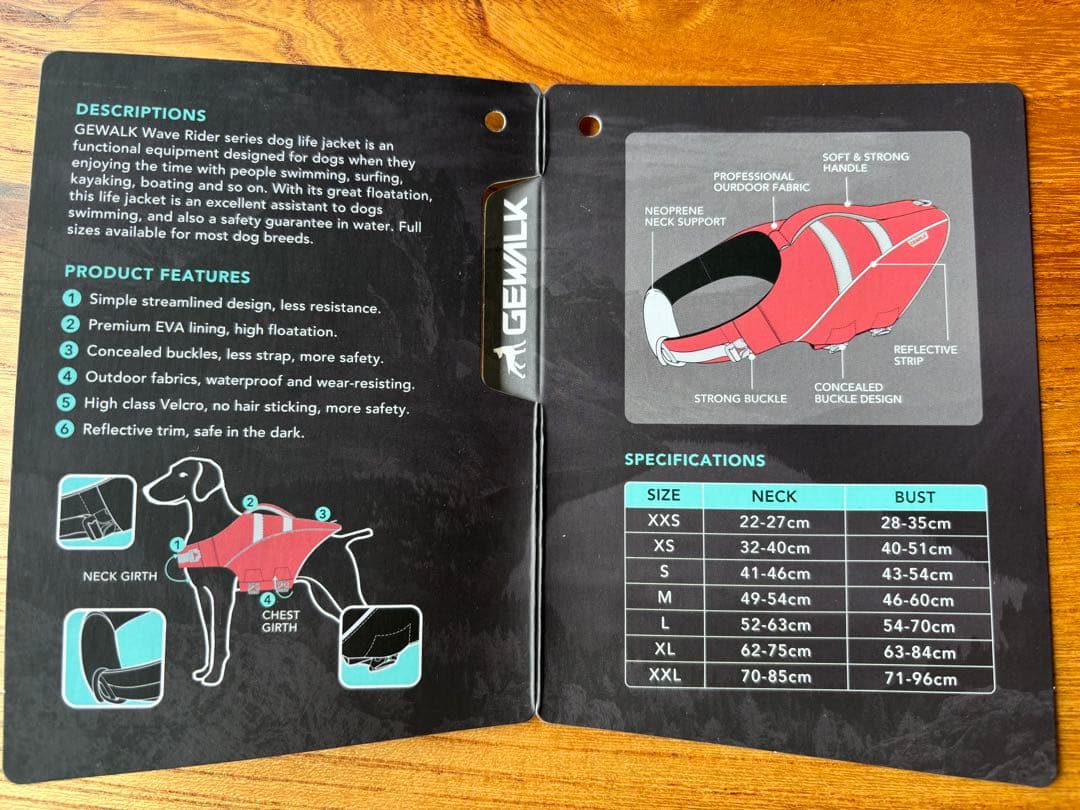 DESCRIPTIONS
GEWALK Wave Rider series dog life jacket is an
functional equipment designed for dogs when they
enjoying the time with people swimming, surfing,
kayaking, boating and so on. With its great floatation,
this life jacket is an excellent assistant to dogs
swimming, and also a safety guarantee in water. Full
sizes available for most dog breeds.
PRODUCT FEATURES
1 Simple streamlined design, less resistance.
2 Premium EVA lining, high floatation.
3 Concealed buckles, less strap, more safety.
4 Outdoor fabrics, waterproof and wear-resisting.
5 High class Velcro, no hair sticking, more safety.
6 Reflective trim, safe in the dark.
2
3
1
NECK GIRTH
4
CHEST
GIRTH
GEWALK
SOFT & STRONG
HANDLE
PROFESSIONAL
OUTDOOR FABRIC
NEOPRENE
NECK SUPPORT
GEWALK
REFLECTIVE
STRIP
CONCEALED
BUCKLE DESIGN
STRONG BUCKLE
SPECIFICATIONS
SIZE NECK BUST
XXS 22-27cm 28-35cm
XS 32-40cm 40-51cm
S 41-46cm 43-54cm
M 49-54cm 46-60cm
L 52-63cm 54-70cm
XL 62-75cm 63-84cm
XXL 70-85cm 71-96cm